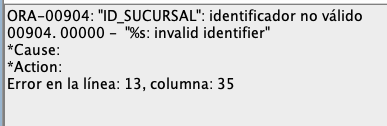 ORA-00904: "ID_SUCURSAL": identificador no válido
00904. 00000 -  "%s: invalid identifier"
*Cause:
*Action:
Error en la línea: 13, columna: 35